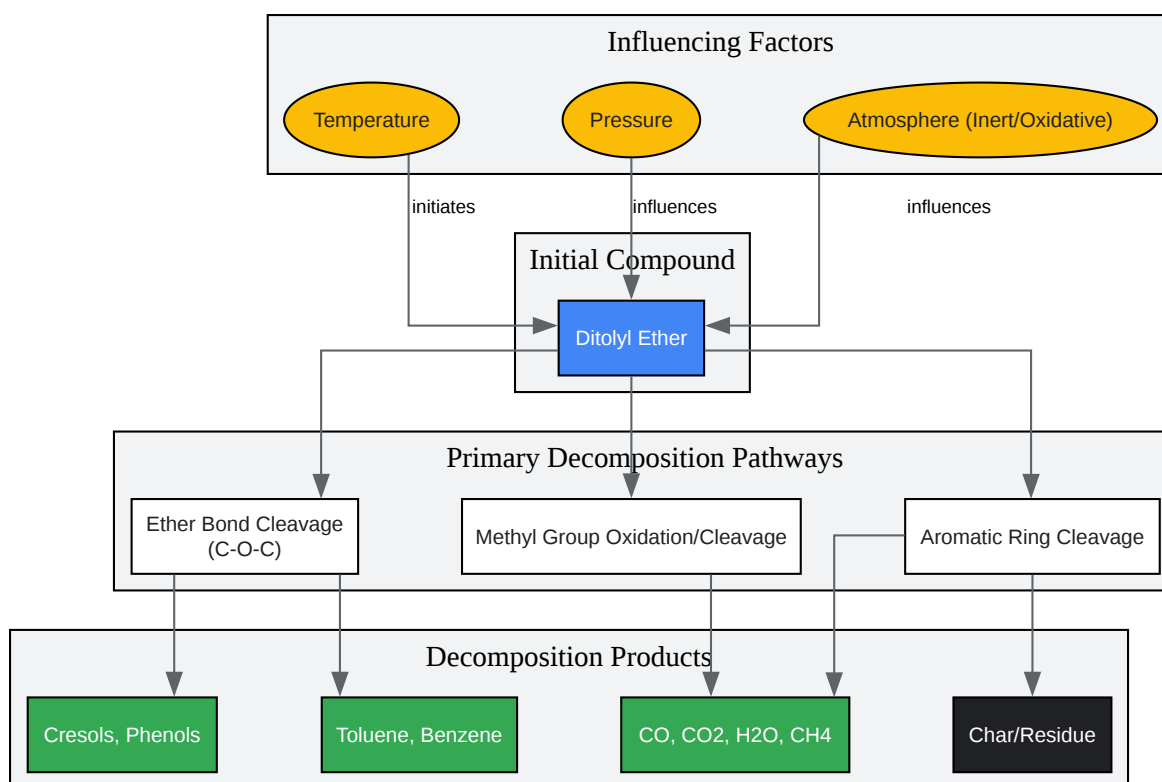 Influencing Factors
Temperature
Pressure
Atmosphere (Inert/Oxidative)
initiates
influences
influences
Initial Compound
Ditolyl Ether
Primary Decomposition Pathways
Ether Bond Cleavage
(C-O-C)
Methyl Group Oxidation/Cleavage
Aromatic Ring Cleavage
Decomposition Products
Cresols, Phenols
Toluene, Benzene
CO, CO2, H2O, CH4
Char/Residue